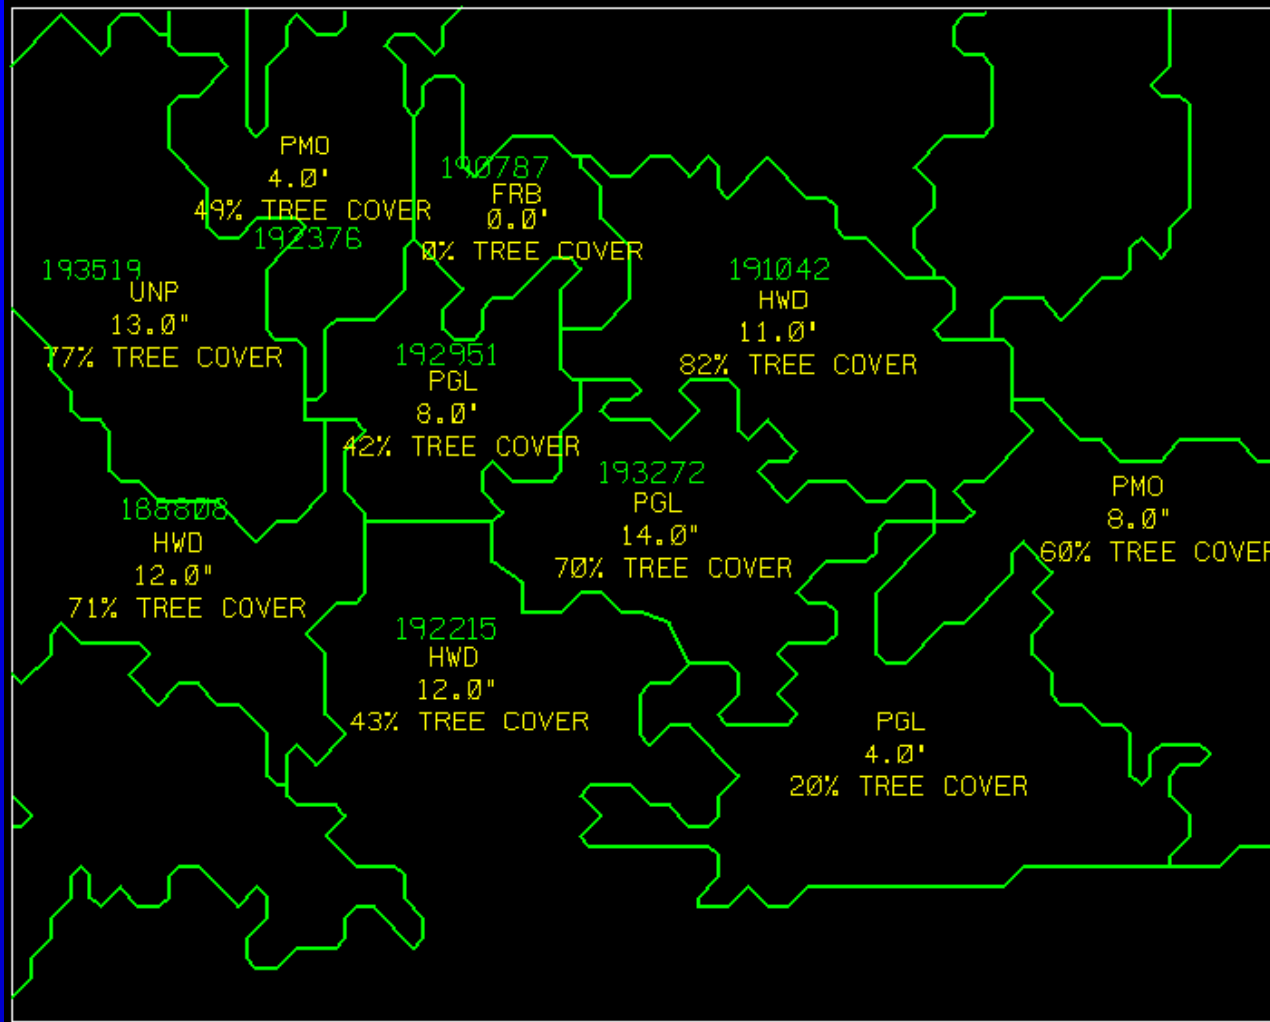 PMO
4.0'
49% TREE COVER
192376
190787
FRB
0.0'
0% TREE COVER
193519
UNP
13.0"
77% TREE COVER
191042
HWD
11.0'
82% TREE COVER
192951
PGL
8.0'
42% TREE COVER
193272
PGL
14.0"
70% TREE COVER
PMO
8.0"
60% TREE COVER
188808
HWD
12.0"
71% TREE COVER
192215
HWD
12.0"
43% TREE COVER
PGL
4.0'
20% TREE COVER